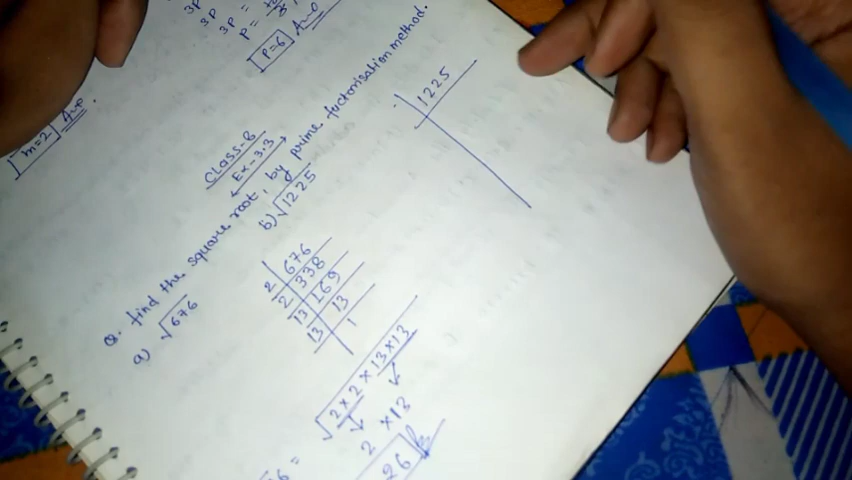 3P
3P =
P =
P=6 Ans
m=2 Ans.
CLASS-8
Ex-3.3
Q. find the square root, by prime factorisation method.
a) √676
b) √1225
2 | 676
2 | 338
13 | 169
13 | 13
1
1225
= √2×2×13×13
2 ×13
26